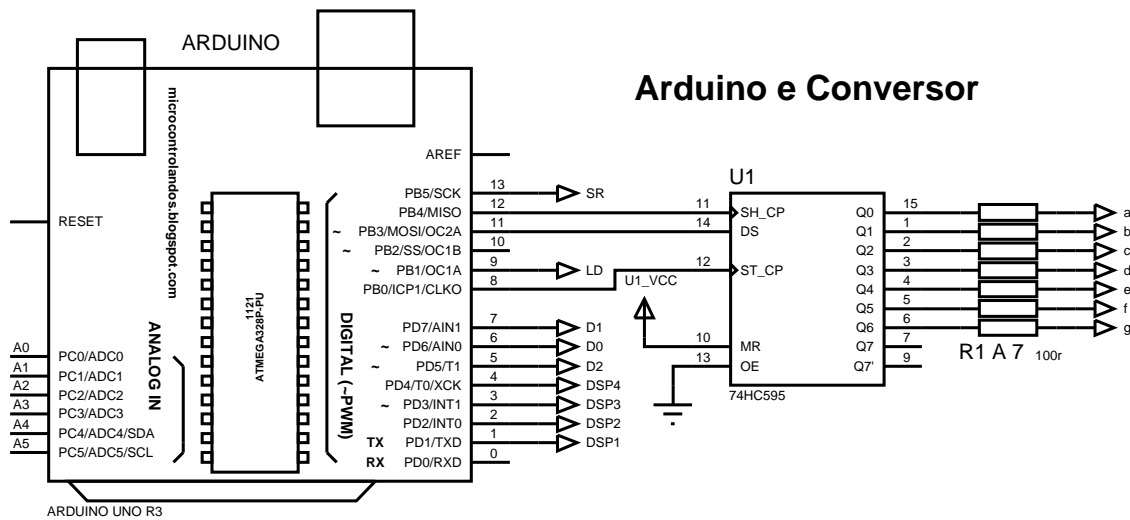 ARDUINO
Arduino e Conversor
microcontrolandos.blogspot.com
RESET
A0 PC0/ADC0
A1 PC1/ADC1
A2 PC2/ADC2
A3 PC3/ADC3
A4 PC4/ADC4/SDA
A5 PC5/ADC5/SCL
ANALOG IN
1121
ATMEGA328P-PU
DIGITAL (~PWM)
AREF
PB5/SCK 13 SR
PB4/MISO 12
~ PB3/MOSI/OC2A 11
~ PB2/SS/OC1B 10
~ PB1/OC1A 9 LD
PB0/ICP1/CLKO 8
PD7/AIN1 7 D1
~ PD6/AIN0 6 D0
~ PD5/T1 5 D2
PD4/T0/XCK 4 DSP4
~ PD3/INT1 3 DSP3
PD2/INT0 2 DSP2
TX PD1/TXD 1 DSP1
RX PD0/RXD 0
ARDUINO UNO R3
U1_VCC
U1
11 SH_CP
14 DS
12 ST_CP
10 MR
13 OE
Q0 15 a
Q1 1 b
Q2 2 c
Q3 3 d
Q4 4 e
Q5 5 f
Q6 6 g
Q7 7
Q7' 9
74HC595
R1 A 7 100r